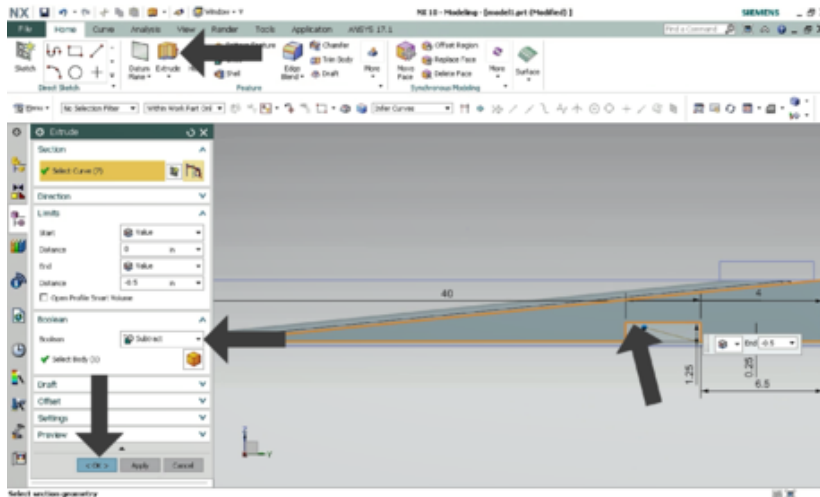 NX
Window
NX 10 - Modeling - [model1.prt (Modified) ]
SIEMENS
File Home Curve Analysis View Render Tools Application ANSYS 17.1
Find a Command
Sketch
Direct Sketch
Datum Plane
Extrude
Shell
Feature
Edge Blend
Chamfer
Trim Body
Draft
More
Move Face
Offset Region
Replace Face
Delete Face
Synchronous Modeling
More
Surface
Menu
No Selection Filter
Within Work Part Onl
Infer Curves
Extrude
Section
Select Curve (7)
Direction
Limits
Start Value
Distance 0 in
End Value
Distance -0.5 in
Open Profile Smart Volume
Boolean
Boolean Subtract
Select Body (1)
Draft
Offset
Settings
Preview
< OK > Apply Cancel
40
4
End -0.5
1.25
0.25
6.5
Y
Select section geometry